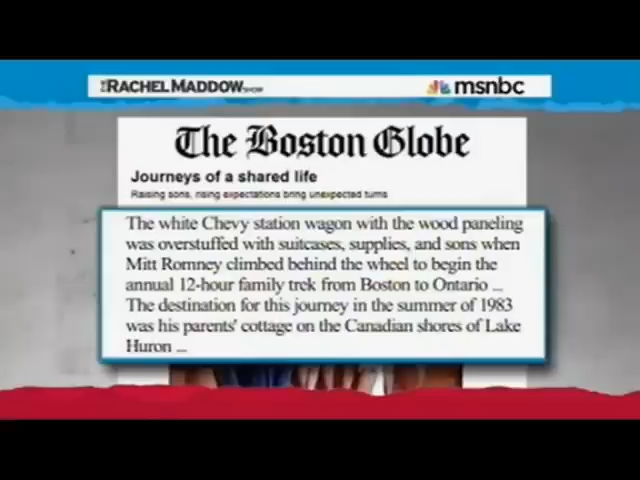 THE RACHEL MADDOW SHOW
msnbc
The Boston Globe
Journeys of a shared life
Raising sons, rising expectations bring unexpected turns
The white Chevy station wagon with the wood paneling
was overstuffed with suitcases, supplies, and sons when
Mitt Romney climbed behind the wheel to begin the
annual 12-hour family trek from Boston to Ontario ...
The destination for this journey in the summer of 1983
was his parents' cottage on the Canadian shores of Lake
Huron ...